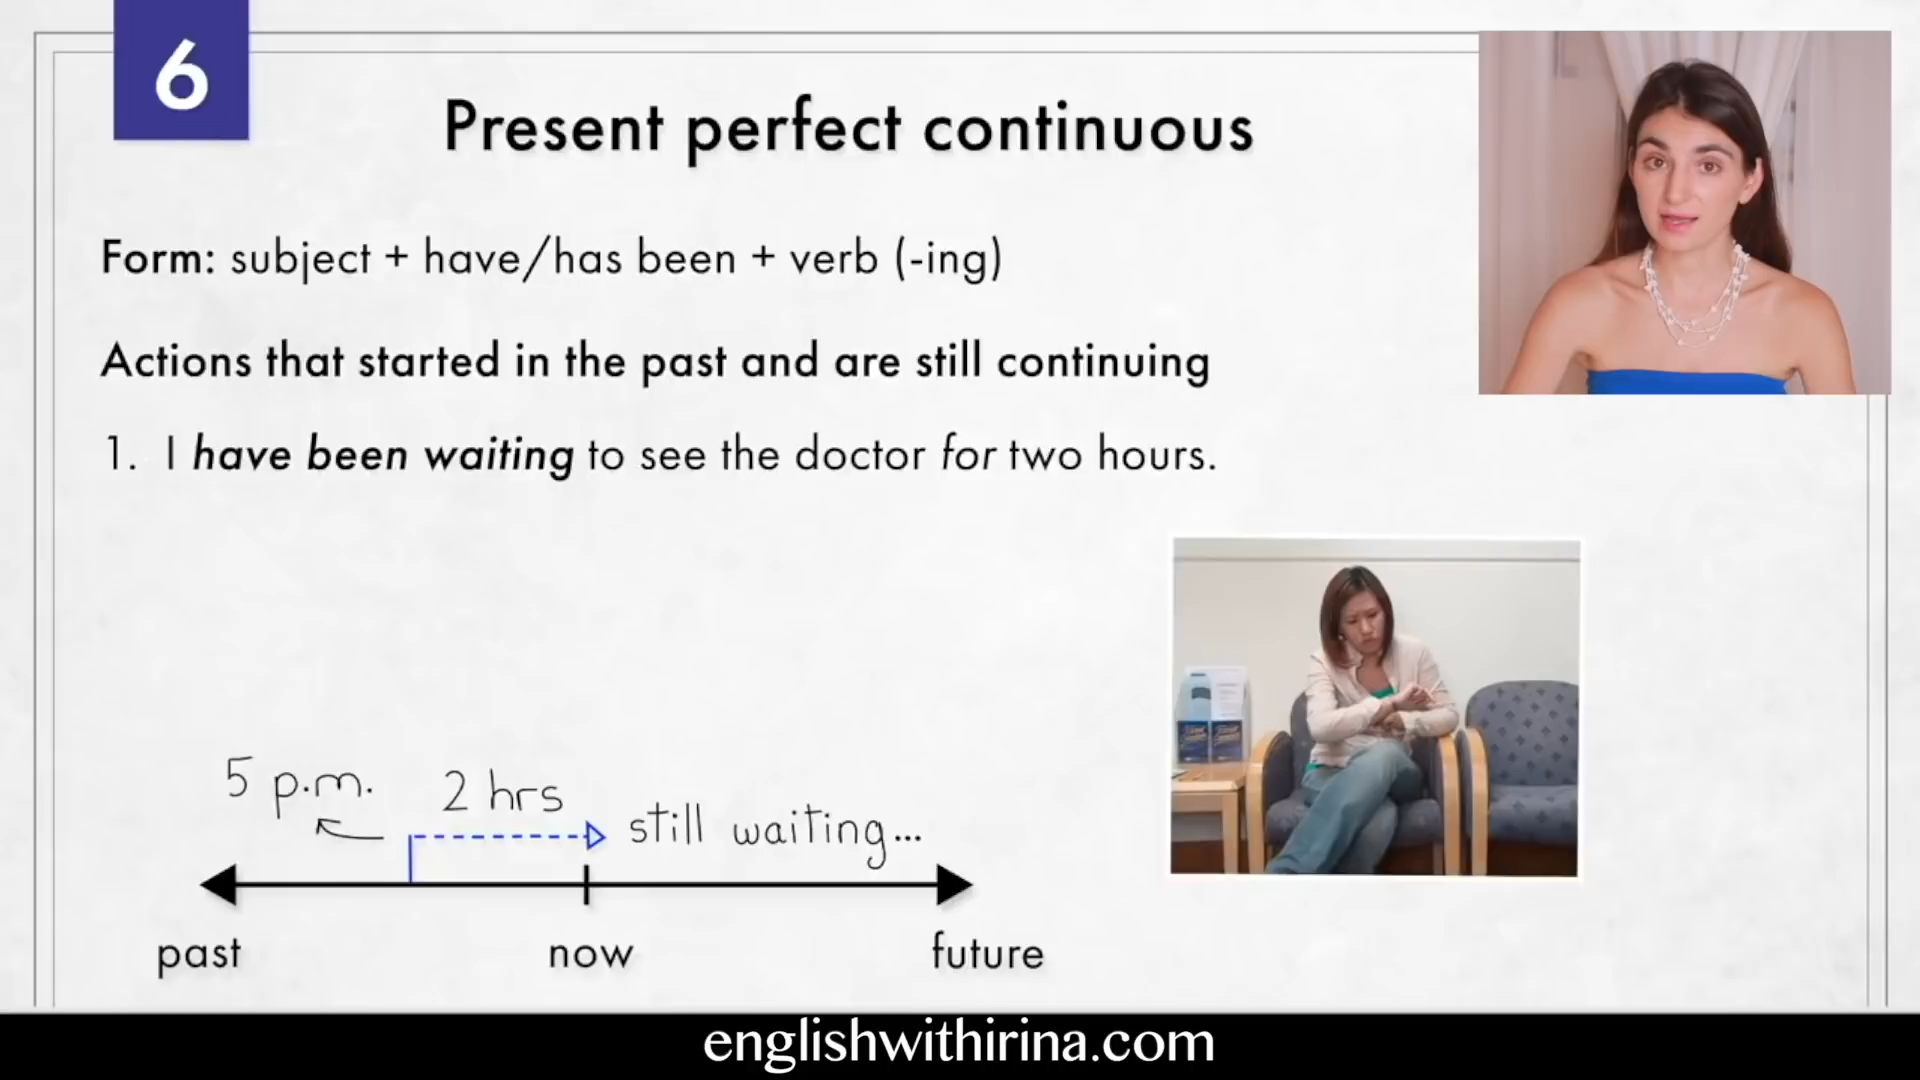 6
Present perfect continuous
Form: subject + have/has been + verb (-ing)
Actions that started in the past and are still continuing
1. I have been waiting to see the doctor for two hours.
5 p.m.
2 hrs
still waiting...
past
now
future
englishwithirina.com